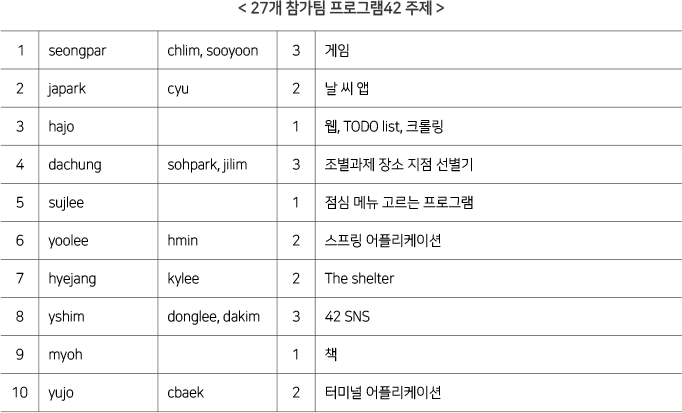 < 27개 참가팀 프로그램42 주제 >
1 seongpar chlim, sooyoon 3 게임
2 japark cyu 2 날 씨 앱
3 hajo 1 웹, TODO list, 크롤링
4 dachung sohpark, jilim 3 조별과제 장소 지점 선별기
5 sujlee 1 점심 메뉴 고르는 프로그램
6 yoolee hmin 2 스프링 어플리케이션
7 hyejang kylee 2 The shelter
8 yshim donglee, dakim 3 42 SNS
9 myoh 1 책
10 yujo cbaek 2 터미널 어플리케이션